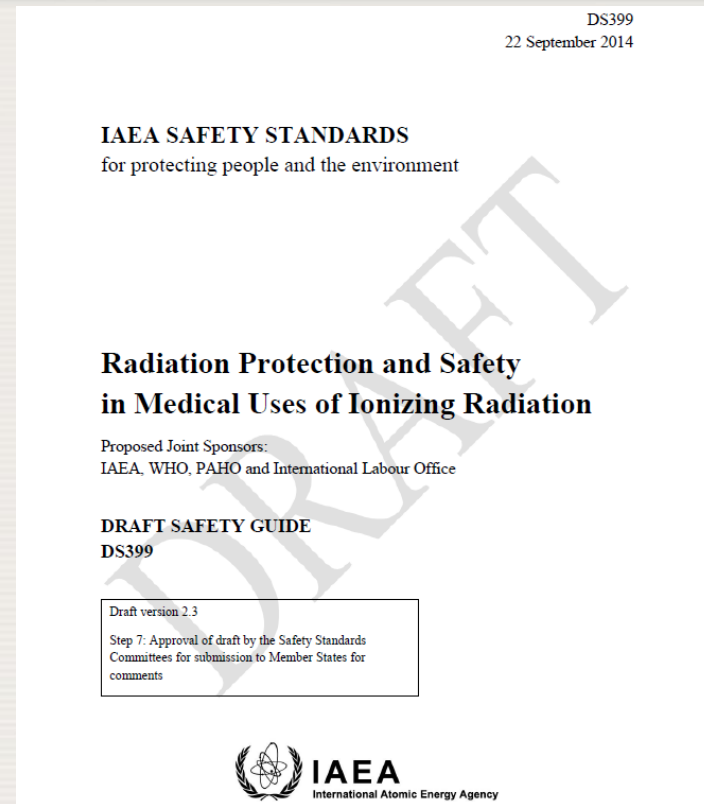 DS399
22 September 2014
IAEA SAFETY STANDARDS
for protecting people and the environment
DRAFT
Radiation Protection and Safety
in Medical Uses of Ionizing Radiation
Proposed Joint Sponsors:
IAEA, WHO, PAHO and International Labour Office
DRAFT SAFETY GUIDE
DS399
Draft version 2.3
Step 7: Approval of draft by the Safety Standards
Committees for submission to Member States for
comments
IAEA
International Atomic Energy Agency